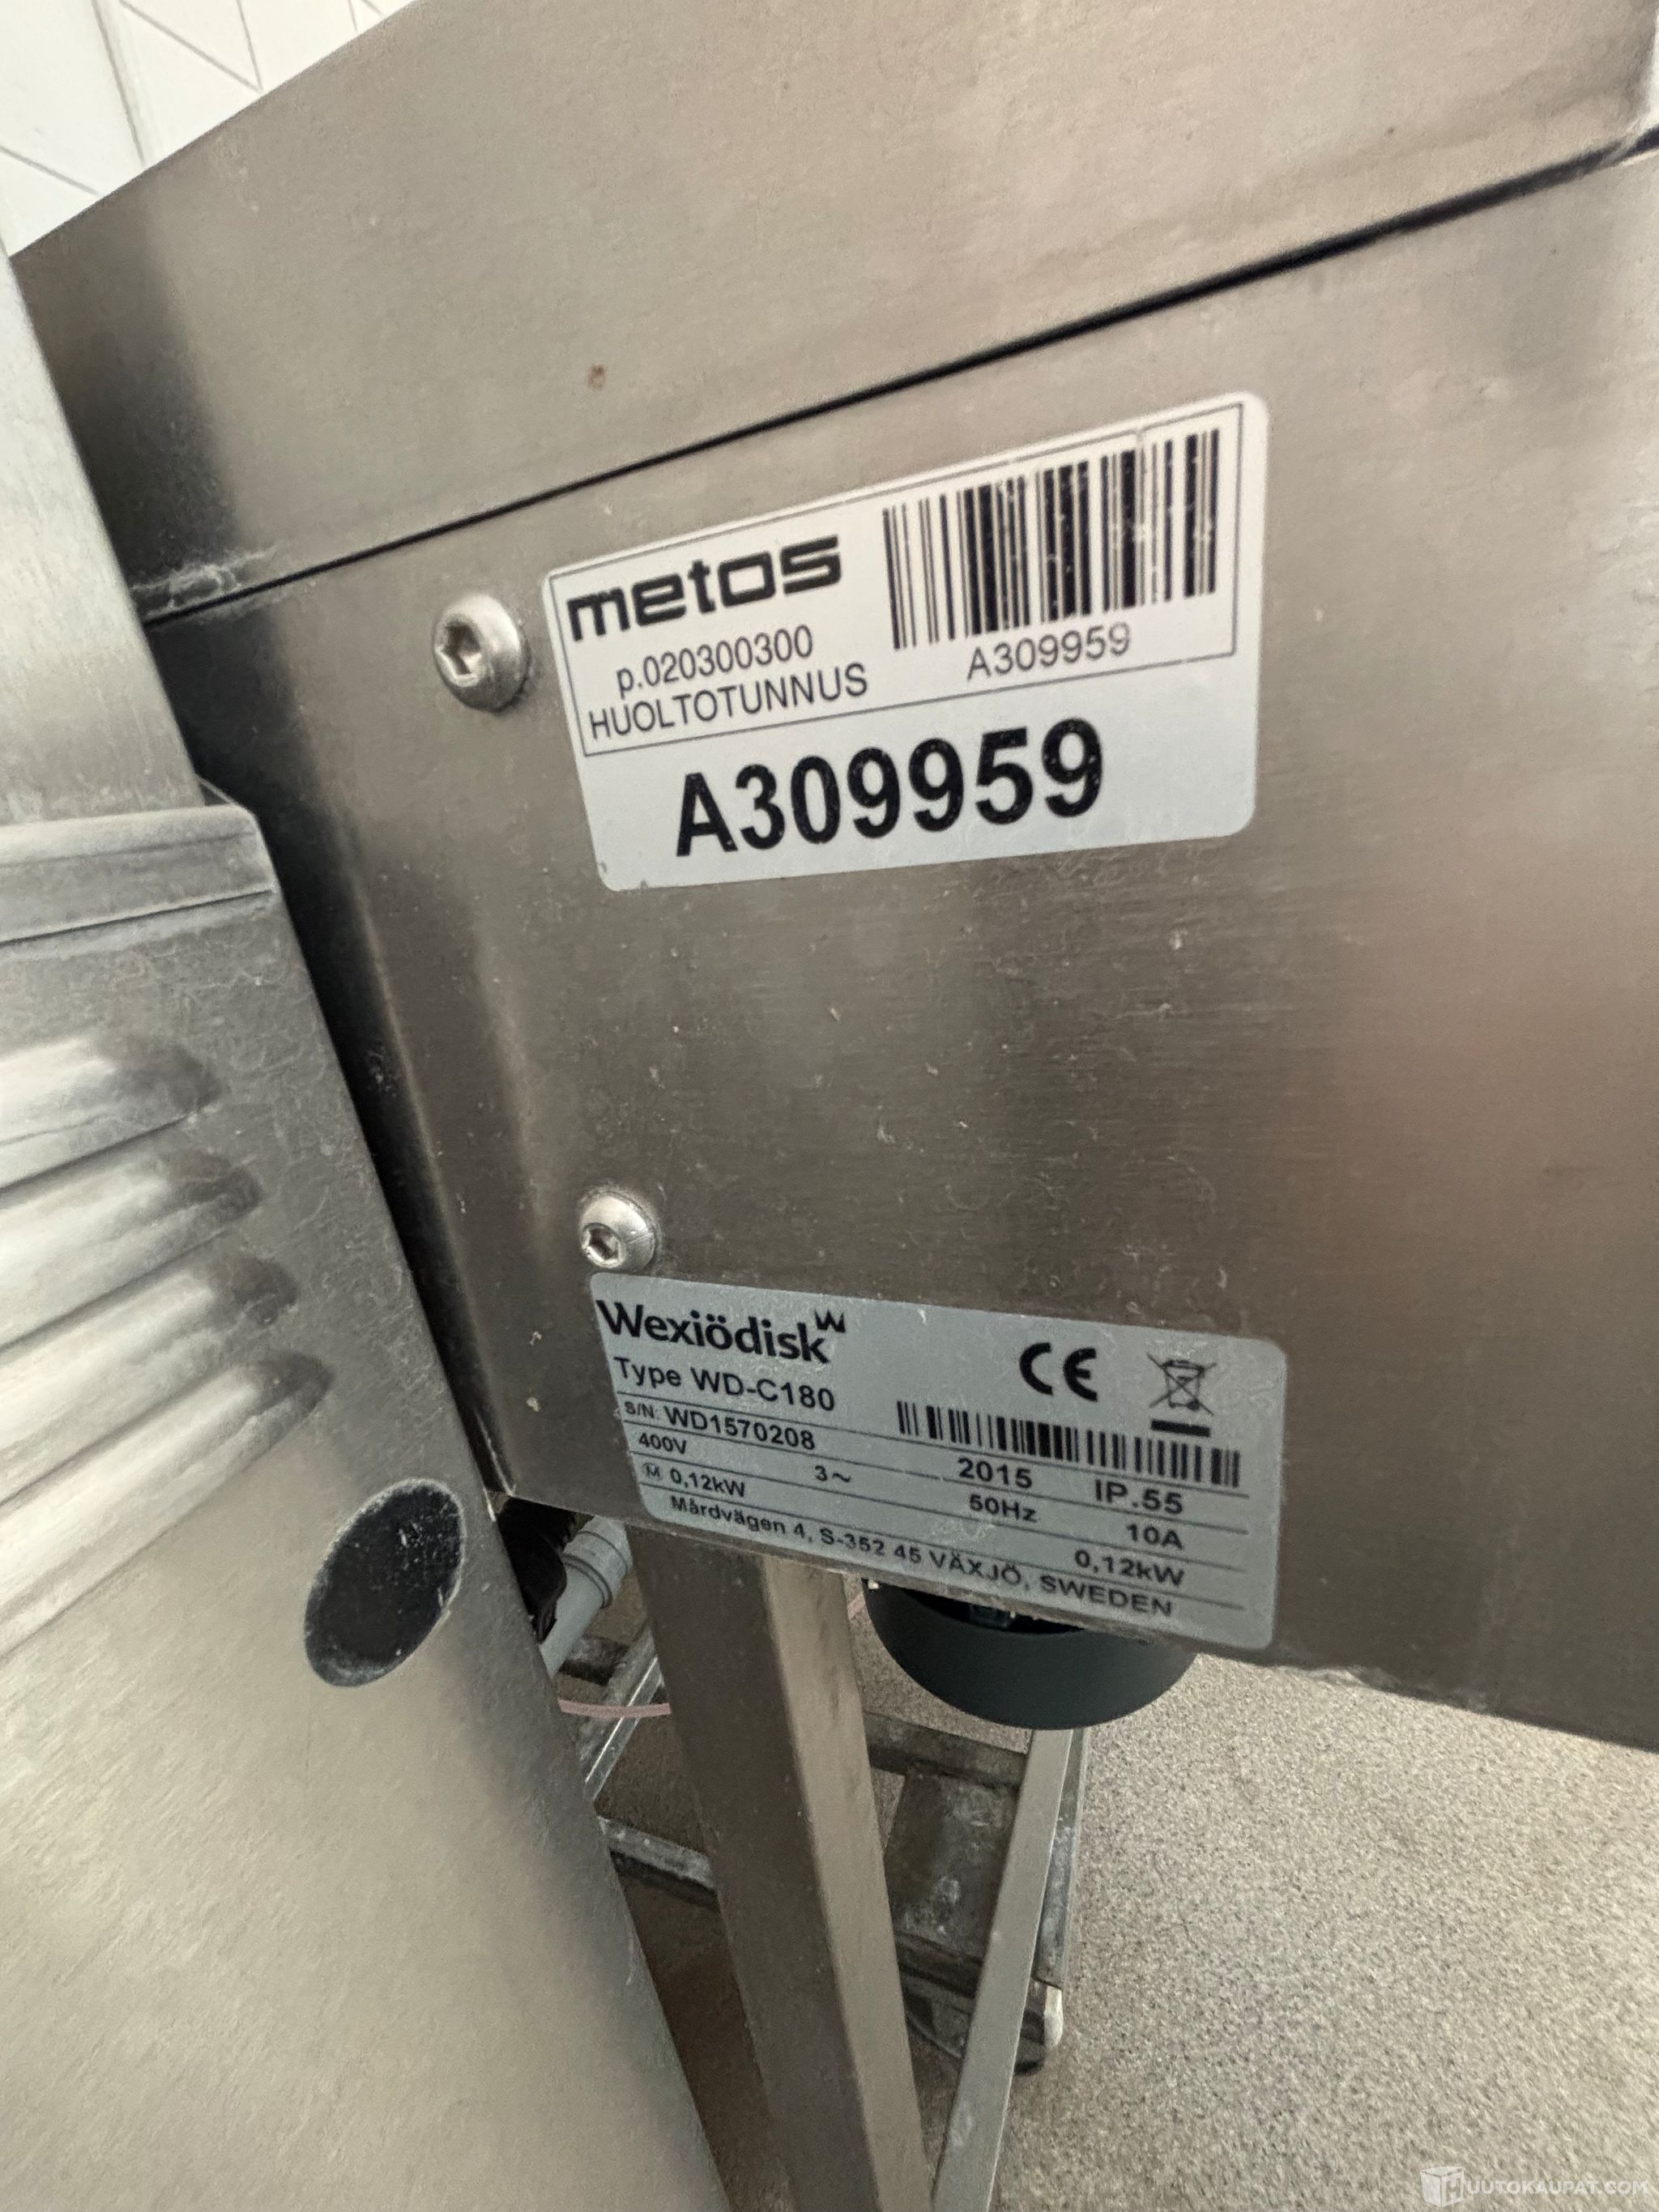 metos
p.020300300
HUOLTOTUNNUS
A309959
A309959
Wexiödisk
Type WD-C180
S/N: WD1570208 2015 IP.55
400V 3~ 50Hz 10A
M 0,12kW 0,12kW
Mårdvägen 4, S-352 45 VÄXJÖ, SWEDEN
CE
HUUTOKAUPAT.COM